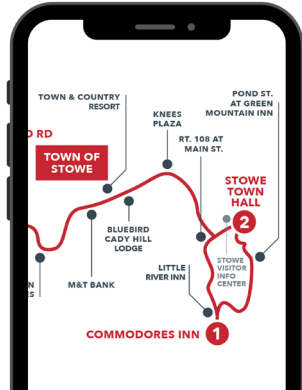 TOWN & COUNTRY
RESORT
POND ST.
AT GREEN
MOUNTAIN INN
KNEES
PLAZA
D RD
RT. 108 AT
MAIN ST.
TOWN OF
STOWE
STOWE
TOWN
HALL
2
BLUEBIRD
CADY HILL
LODGE
STOWE
VISITOR
INFO
CENTER
LITTLE
RIVER INN
M&T BANK
N
ES
COMMODORES INN 1